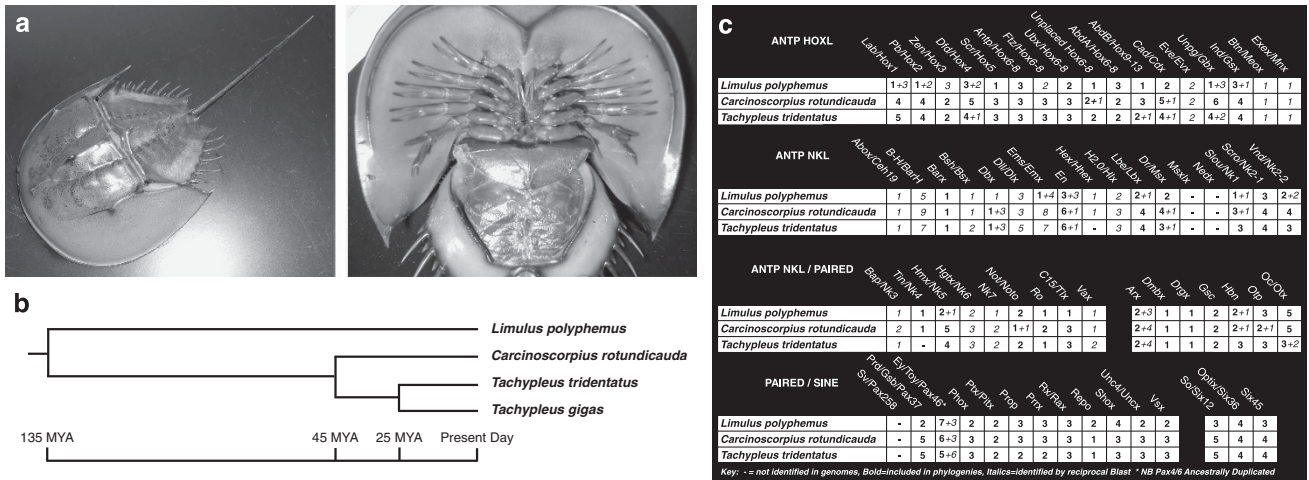 a
b
Limulus polyphemus
Carcinoscorpius rotundicauda
Tachypleus tridentatus
Tachypleus gigas
135 MYA 45 MYA 25 MYA Present Day
c
ANTP HOXL
Lab/Hox1 Pb/Hox2 Zen/Hox3 Dfd/Hox4 Scr/Hox5 Antp/Hox6-8 Ftz/Hox6-8 Ubx/Hox6-8 Unplaced Hox6-8 AbdA/Hox6-8 AbdB/Hox9-13 Cad/Cdx Eve/Evx Unpg/Gbx Ind/Gsx Btn/Meox Exex/Mnx
Limulus polyphemus 1+3 1+2 3 3+2 1 3 2 2 1 3 1 2 2 1+3 3+1 1 1
Carcinoscorpius rotundicauda 4 4 2 5 3 3 3 3 2+1 2 3 5+1 2 6 4 1 1
Tachypleus tridentatus 5 4 2 4+1 3 3 3 3 2 2 2+1 4+1 2 4+2 4 1 1
ANTP NKL
Abox/Ceh19 B-H/BarH Barx Bsh/Bsx Dbx Dll/Dlx Ems/Emx En Hex/Hhex H2.0/Hlx Lbe/Lbx Dr/Msx Msxlx Nedx Slou/Nk1 Scro/Nk2-1 Vnd/Nk2-2
Limulus polyphemus 1 5 1 1 1 3 1+4 3+3 1 2 2+1 2 - - 1+1 3 2+2
Carcinoscorpius rotundicauda 1 9 1 1 1+3 3 8 6+1 1 3 4 4+1 - - 3+1 4 4
Tachypleus tridentatus 1 7 1 2 1+3 5 7 6+1 - 3 4 3+1 - - 3 4 3
ANTP NKL / PAIRED
Bap/Nk3 Tin/Nk4 Hmx/Nk5 Hgtx/Nk6 Nk7 Not/Noto Ro C15/Tlx Vax Arx Dmbx Drgx Gsc Hbn Otp Oc/Otx
Limulus polyphemus 1 1 2+1 2 1 2 1 1 1 2+3 1 1 2 2+1 3 5
Carcinoscorpius rotundicauda 2 1 5 3 2 1+1 2 3 1 2+4 1 1 2 2+1 2+1 5
Tachypleus tridentatus 1 - 4 3 2 2 1 3 2 2+4 1 1 2 3 3 3+2
PAIRED / SINE
Sv/Pax258 Prd/Gsb/Pax37 Ey/Toy/Pax46* Phox Ptx/Pitx Prop Prrx Rx/Rax Repo Shox Unc4/Uncx Vsx So/Six12 Optix/Six36 Six45
Limulus polyphemus - 2 7+3 2 2 3 3 3 2 4 2 2 3 4 3
Carcinoscorpius rotundicauda - 5 6+3 2 3 3 3 3 1 3 3 3 5 4 4
Tachypleus tridentatus - 5 5+6 3 2 3 2 3 1 3 3 3 5 4 4
Key: - = not identified in genomes, Bold=included in phylogenies, Italics=identified by reciprocal Blast * NB Pax4/6 Ancestrally Duplicated